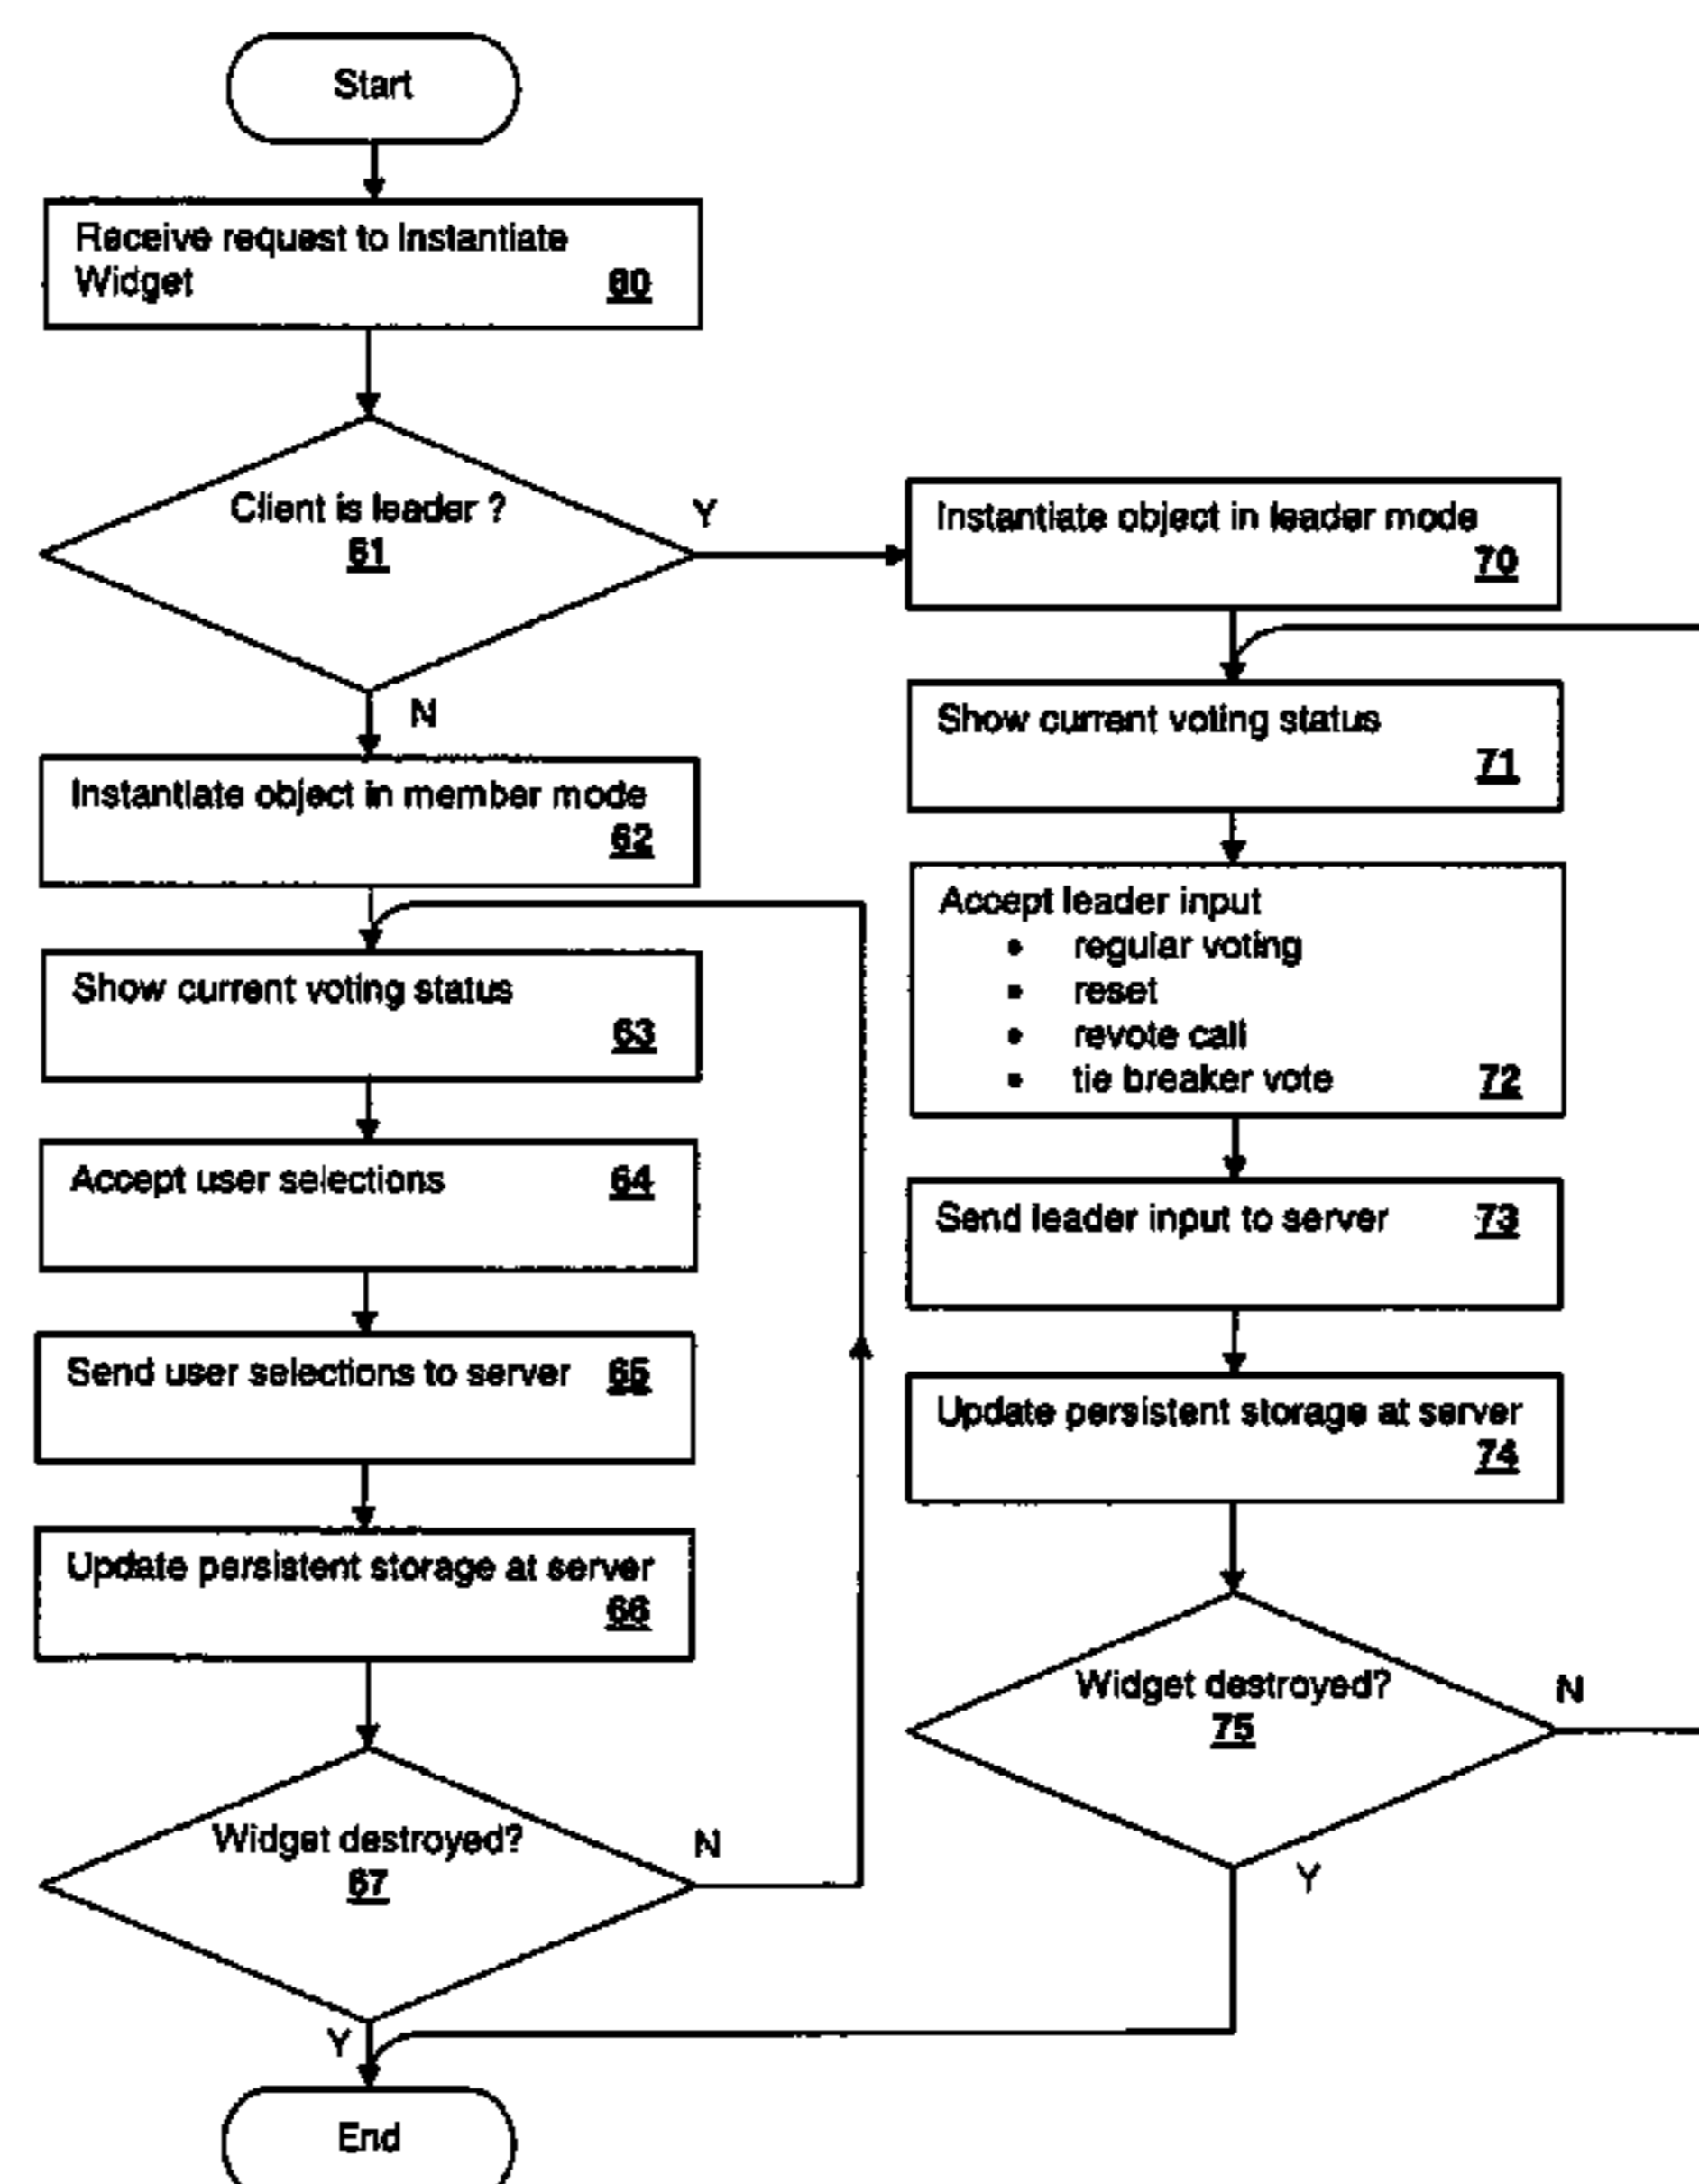 Start
Receive request to Instantiate
Widget 60
Client is leader ?
61
Y
N
Instantiate object in member mode
62
Show current voting status
63
Accept user selections 64
Send user selections to server 65
Update persistent storage at server
66
Widget destroyed?
67
N
Y
End
Instantiate object in leader mode
70
Show current voting status
71
Accept leader input
• regular voting
• reset
• revote call
• tie breaker vote 72
Send leader input to server 73
Update persistent storage at server
74
Widget destroyed?
75
N
Y